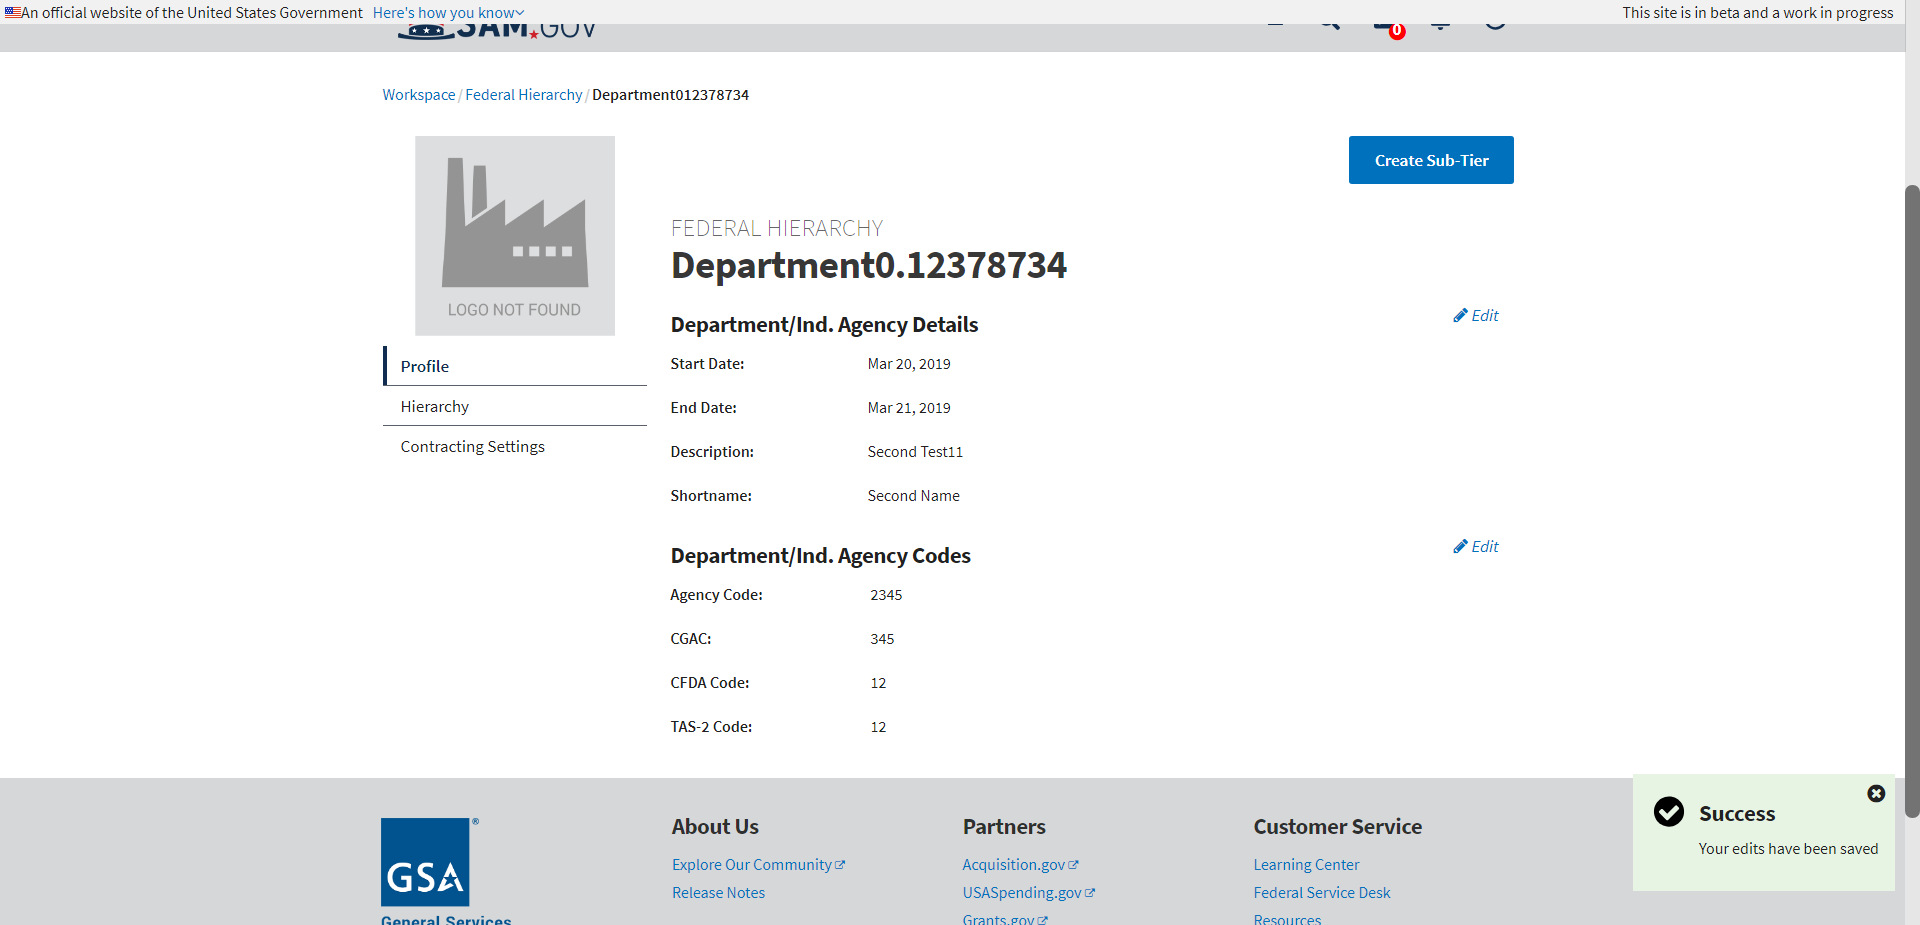 An official website of the United States Government Here's how you know
This site is in beta and a work in progress
SAM.GOV
0
Workspace / Federal Hierarchy / Department012378734
LOGO NOT FOUND
Create Sub-Tier
Profile
Hierarchy
Contracting Settings
FEDERAL HIERARCHY
Department0.12378734
Department/Ind. Agency Details
Edit
Start Date: Mar 20, 2019
End Date: Mar 21, 2019
Description: Second Test11
Shortname: Second Name
Department/Ind. Agency Codes
Edit
Agency Code: 2345
CGAC: 345
CFDA Code: 12
TAS-2 Code: 12
GSA®
General Services
About Us
Explore Our Community
Release Notes
Partners
Acquisition.gov
USASpending.gov
Grants.gov
Customer Service
Learning Center
Federal Service Desk
Resources
Success
Your edits have been saved